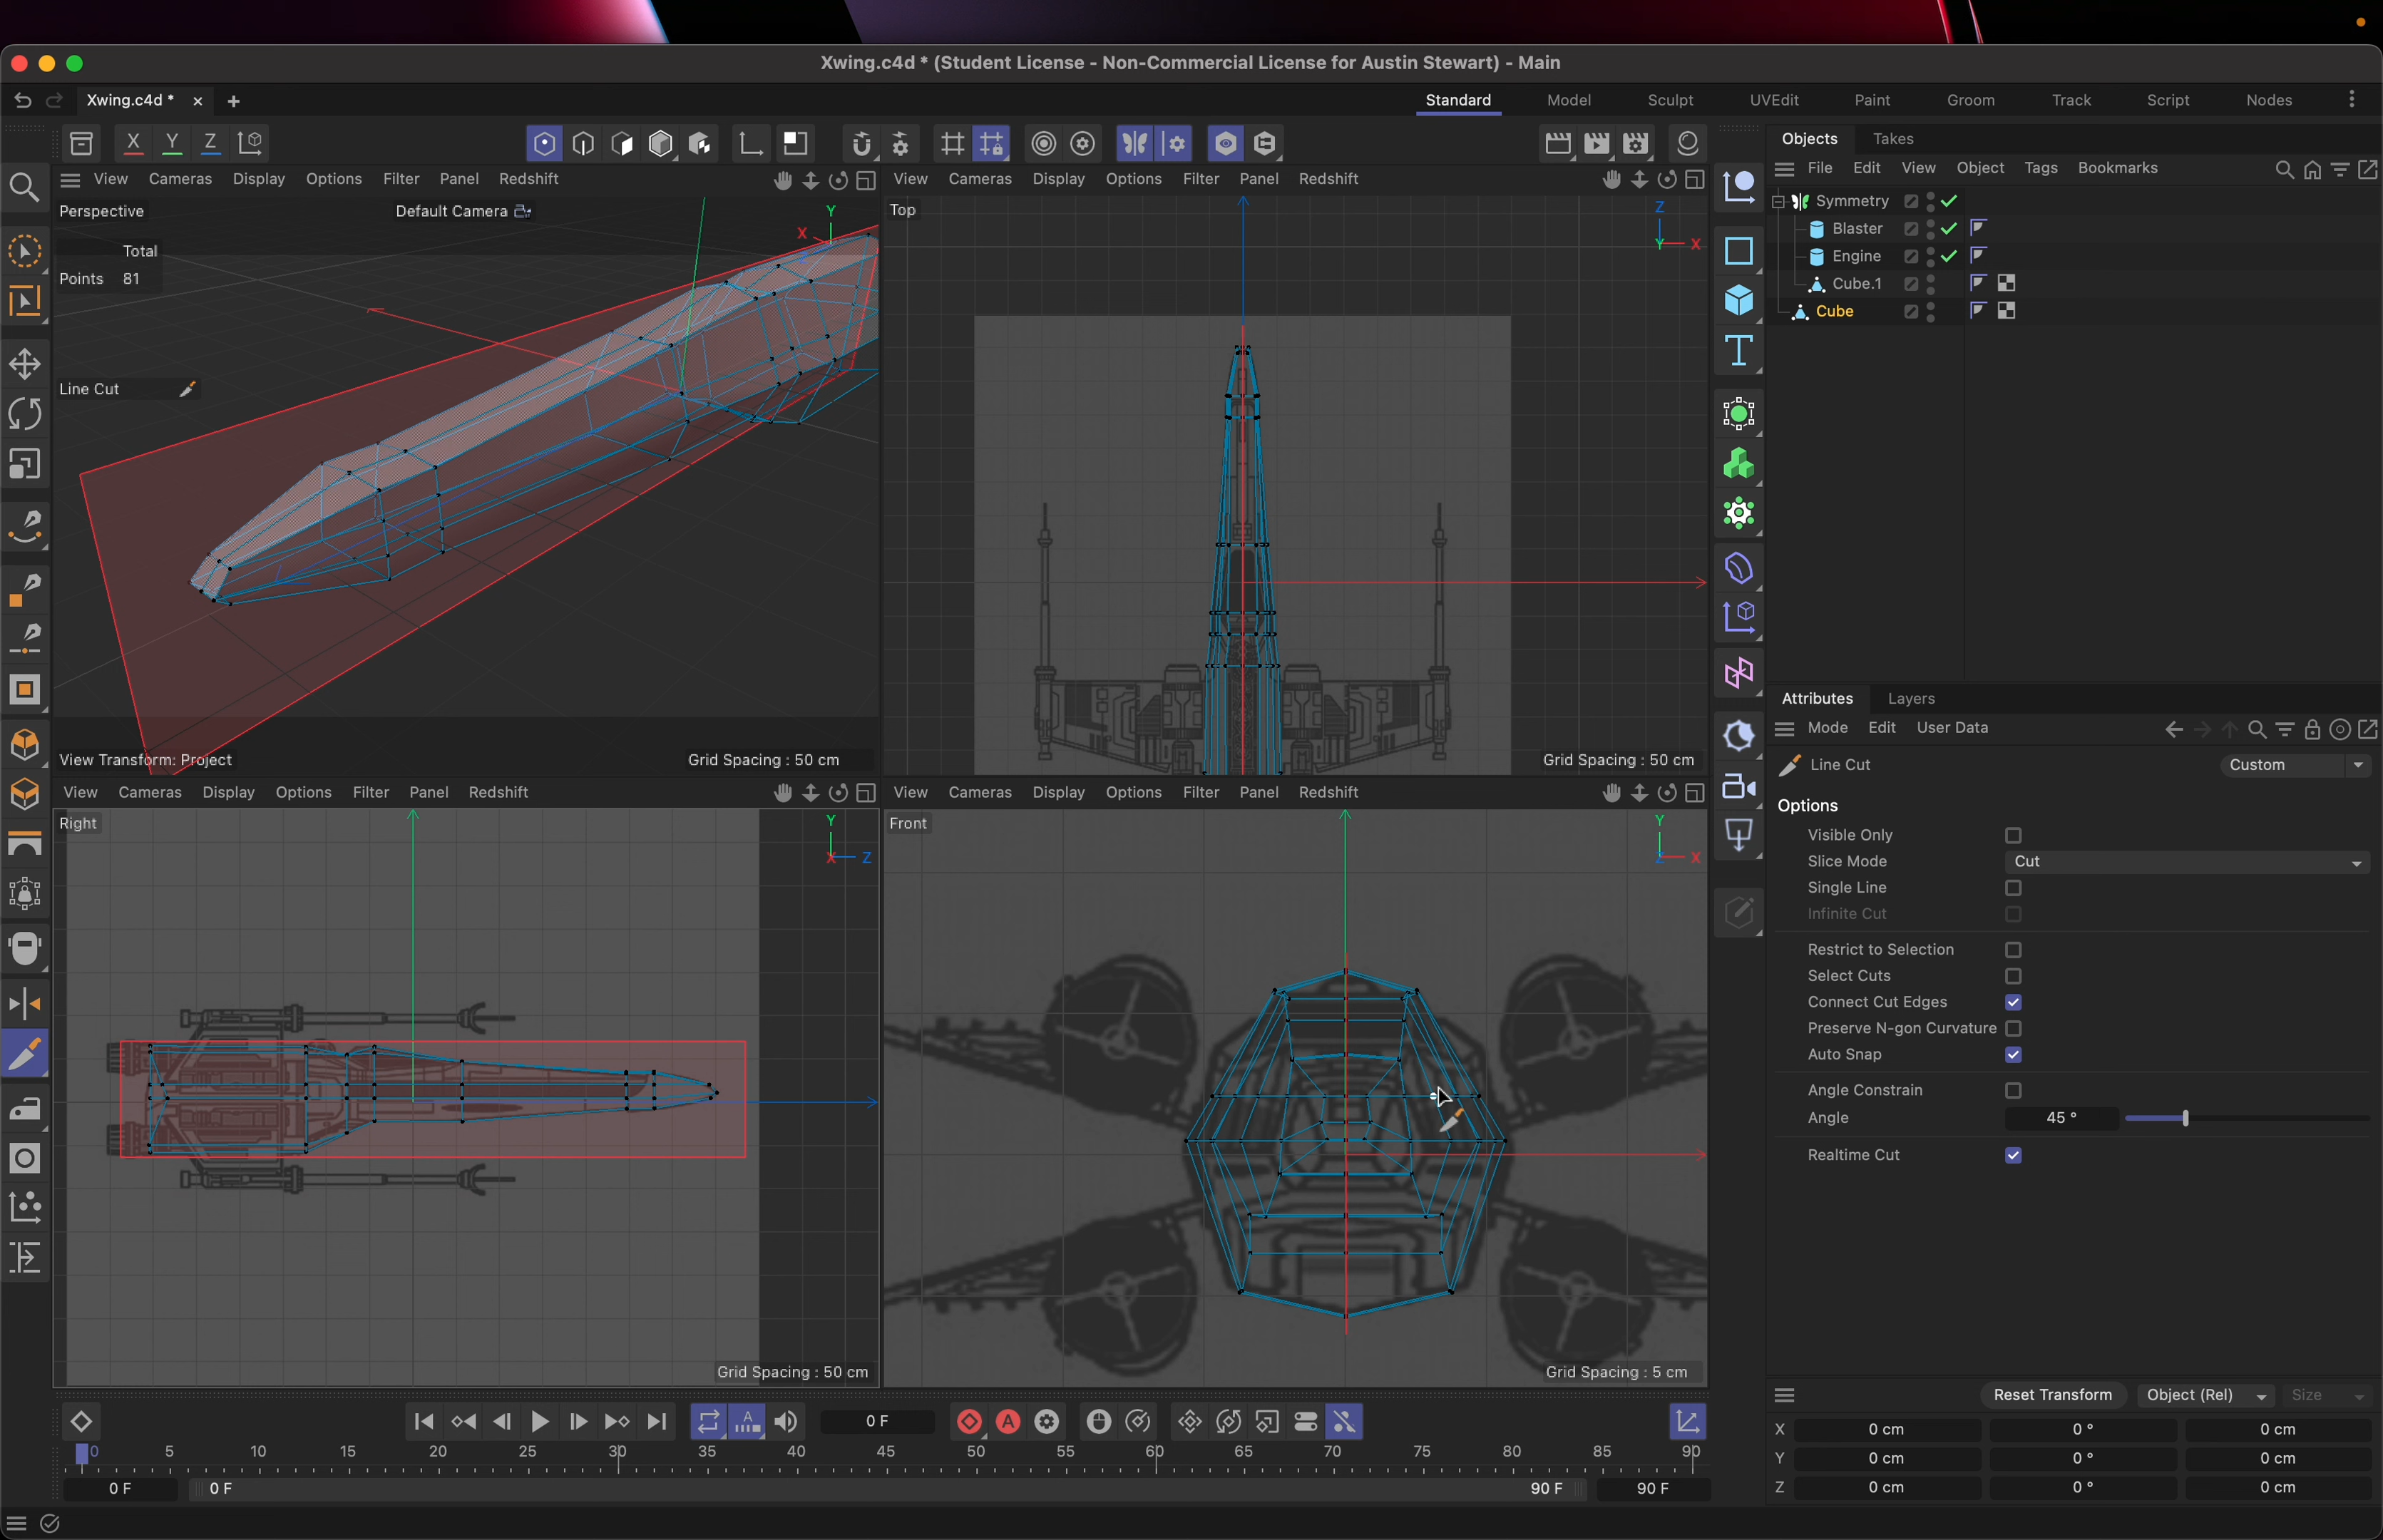 Xwing.c4d * (Student License - Non-Commercial License for Austin Stewart) - Main
Xwing.c4d *
Standard Model Sculpt UVEdit Paint Groom Track Script Nodes
X Y Z
Objects Takes
File Edit View Object Tags Bookmarks
Symmetry
Blaster
Engine
Cube.1
Cube
View Cameras Display Options Filter Panel Redshift
Perspective
Default Camera
Y
X
Z
Total
Points 81
Line Cut
View Transform: Project
Grid Spacing : 50 cm
View Cameras Display Options Filter Panel Redshift
Top
Z
Y X
Grid Spacing : 50 cm
View Cameras Display Options Filter Panel Redshift
Right
Y
X Z
Grid Spacing : 50 cm
View Cameras Display Options Filter Panel Redshift
Front
Y
Z X
Grid Spacing : 5 cm
T
Attributes Layers
Mode Edit User Data
Line Cut
Custom
Options
Visible Only
Slice Mode Cut
Single Line
Infinite Cut
Restrict to Selection
Select Cuts
Connect Cut Edges
Preserve N-gon Curvature
Auto Snap
Angle Constrain
Angle 45 °
Realtime Cut
Reset Transform Object (Rel) Size
X 0 cm 0 ° 0 cm
Y 0 cm 0 ° 0 cm
Z 0 cm 0 ° 0 cm
A
0 F
A
0 5 10 15 20 25 30 35 40 45 50 55 60 65 70 75 80 85 90
0 F 0 F 90 F 90 F